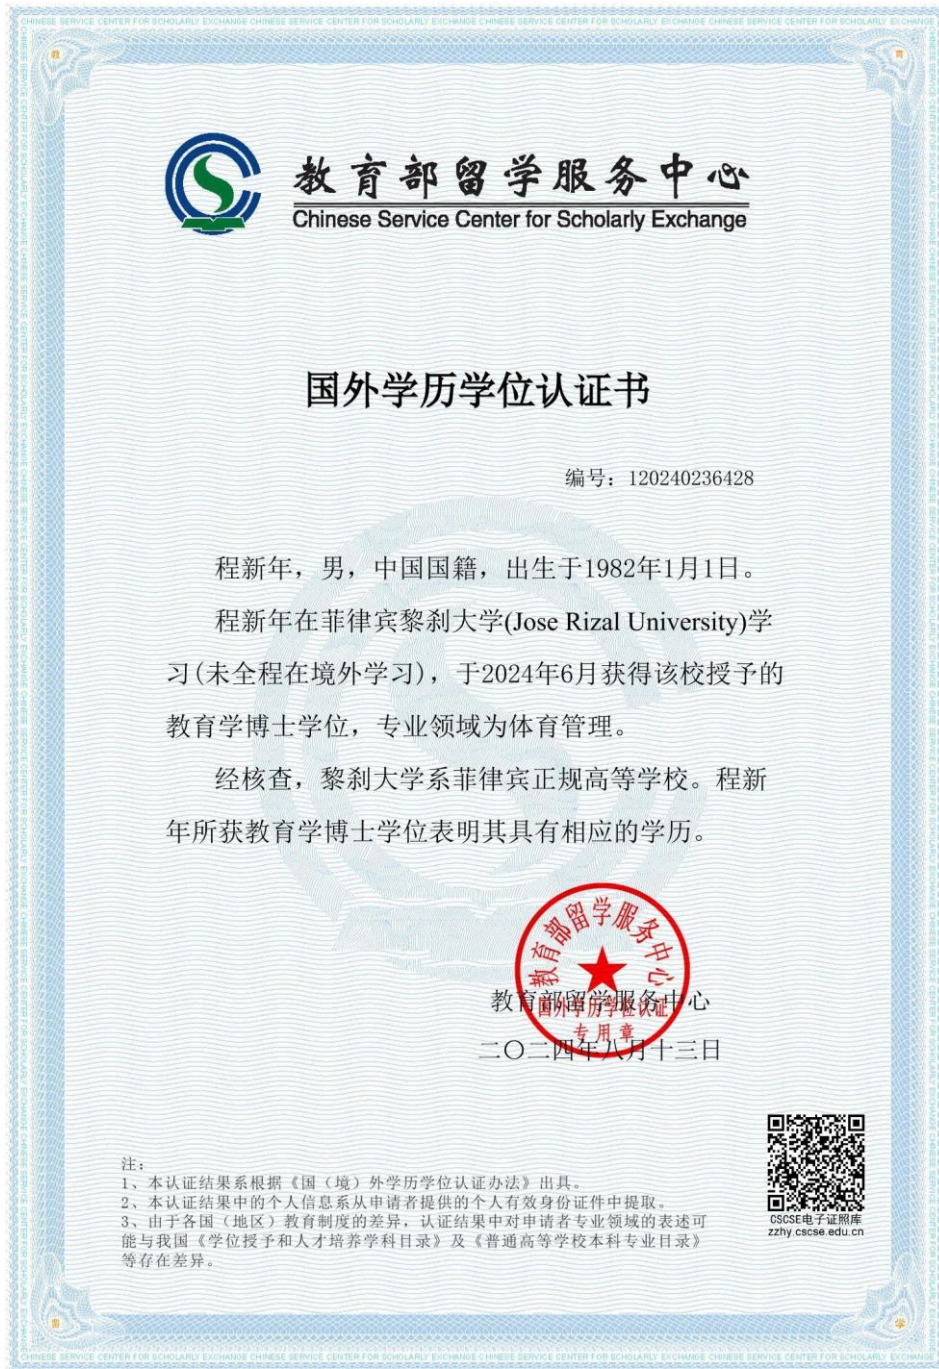 教育部留学服务中心
Chinese Service Center for Scholarly Exchange
国外学历学位认证书
编号：120240236428
程新年，男，中国国籍，出生于1982年1月1日。
程新年在菲律宾黎刹大学(Jose Rizal University)学
习(未全程在境外学习)，于2024年6月获得该校授予的
教育学博士学位，专业领域为体育管理。
经核查，黎刹大学系菲律宾正规高等学校。程新
年所获教育学博士学位表明其具有相应的学历。
教育部留学服务中心
国外学历学位认证
专用章
教育部留学服务中心
二〇二四年八月十三日
注：
1、本认证结果系根据《国（境）外学历学位认证办法》出具。
2、本认证结果中的个人信息系从申请者提供的个人有效身份证件中提取。
3、由于各国（地区）教育制度的差异，认证结果中对申请者专业领域的表述可
能与我国《学位授予和人才培养学科目录》及《普通高等学校本科专业目录》
等存在差异。
CSCSE电子证照库
zzhy.cscse.edu.cn